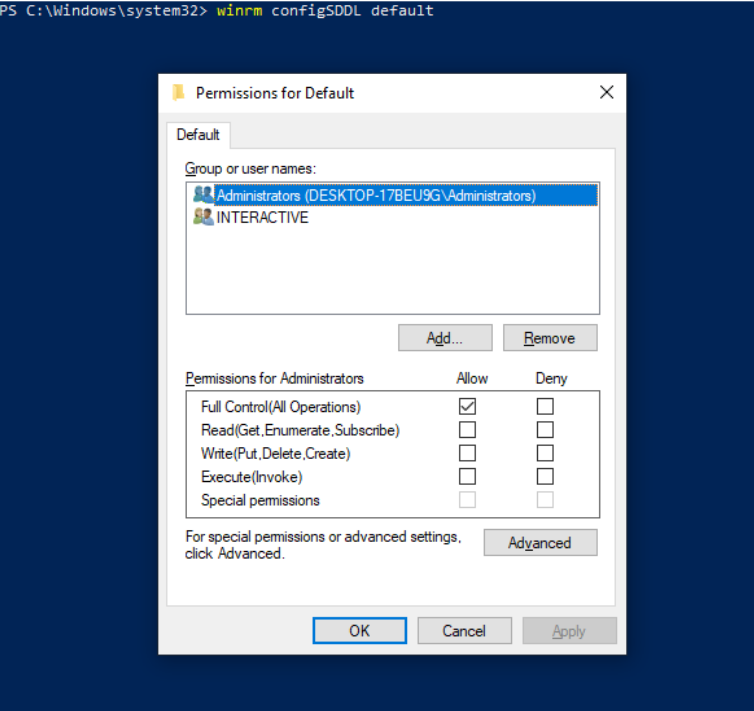 PS C:\Windows\system32> winrm configSDDL default
Permissions for Default
Default
Group or user names:
Administrators (DESKTOP-17BEU9G\Administrators)
INTERACTIVE
Add...
Remove
Permissions for Administrators
Allow
Deny
Full Control(All Operations)
Read(Get,Enumerate,Subscribe)
Write(Put,Delete,Create)
Execute(Invoke)
Special permissions
For special permissions or advanced settings,
click Advanced.
Advanced
OK
Cancel
Apply